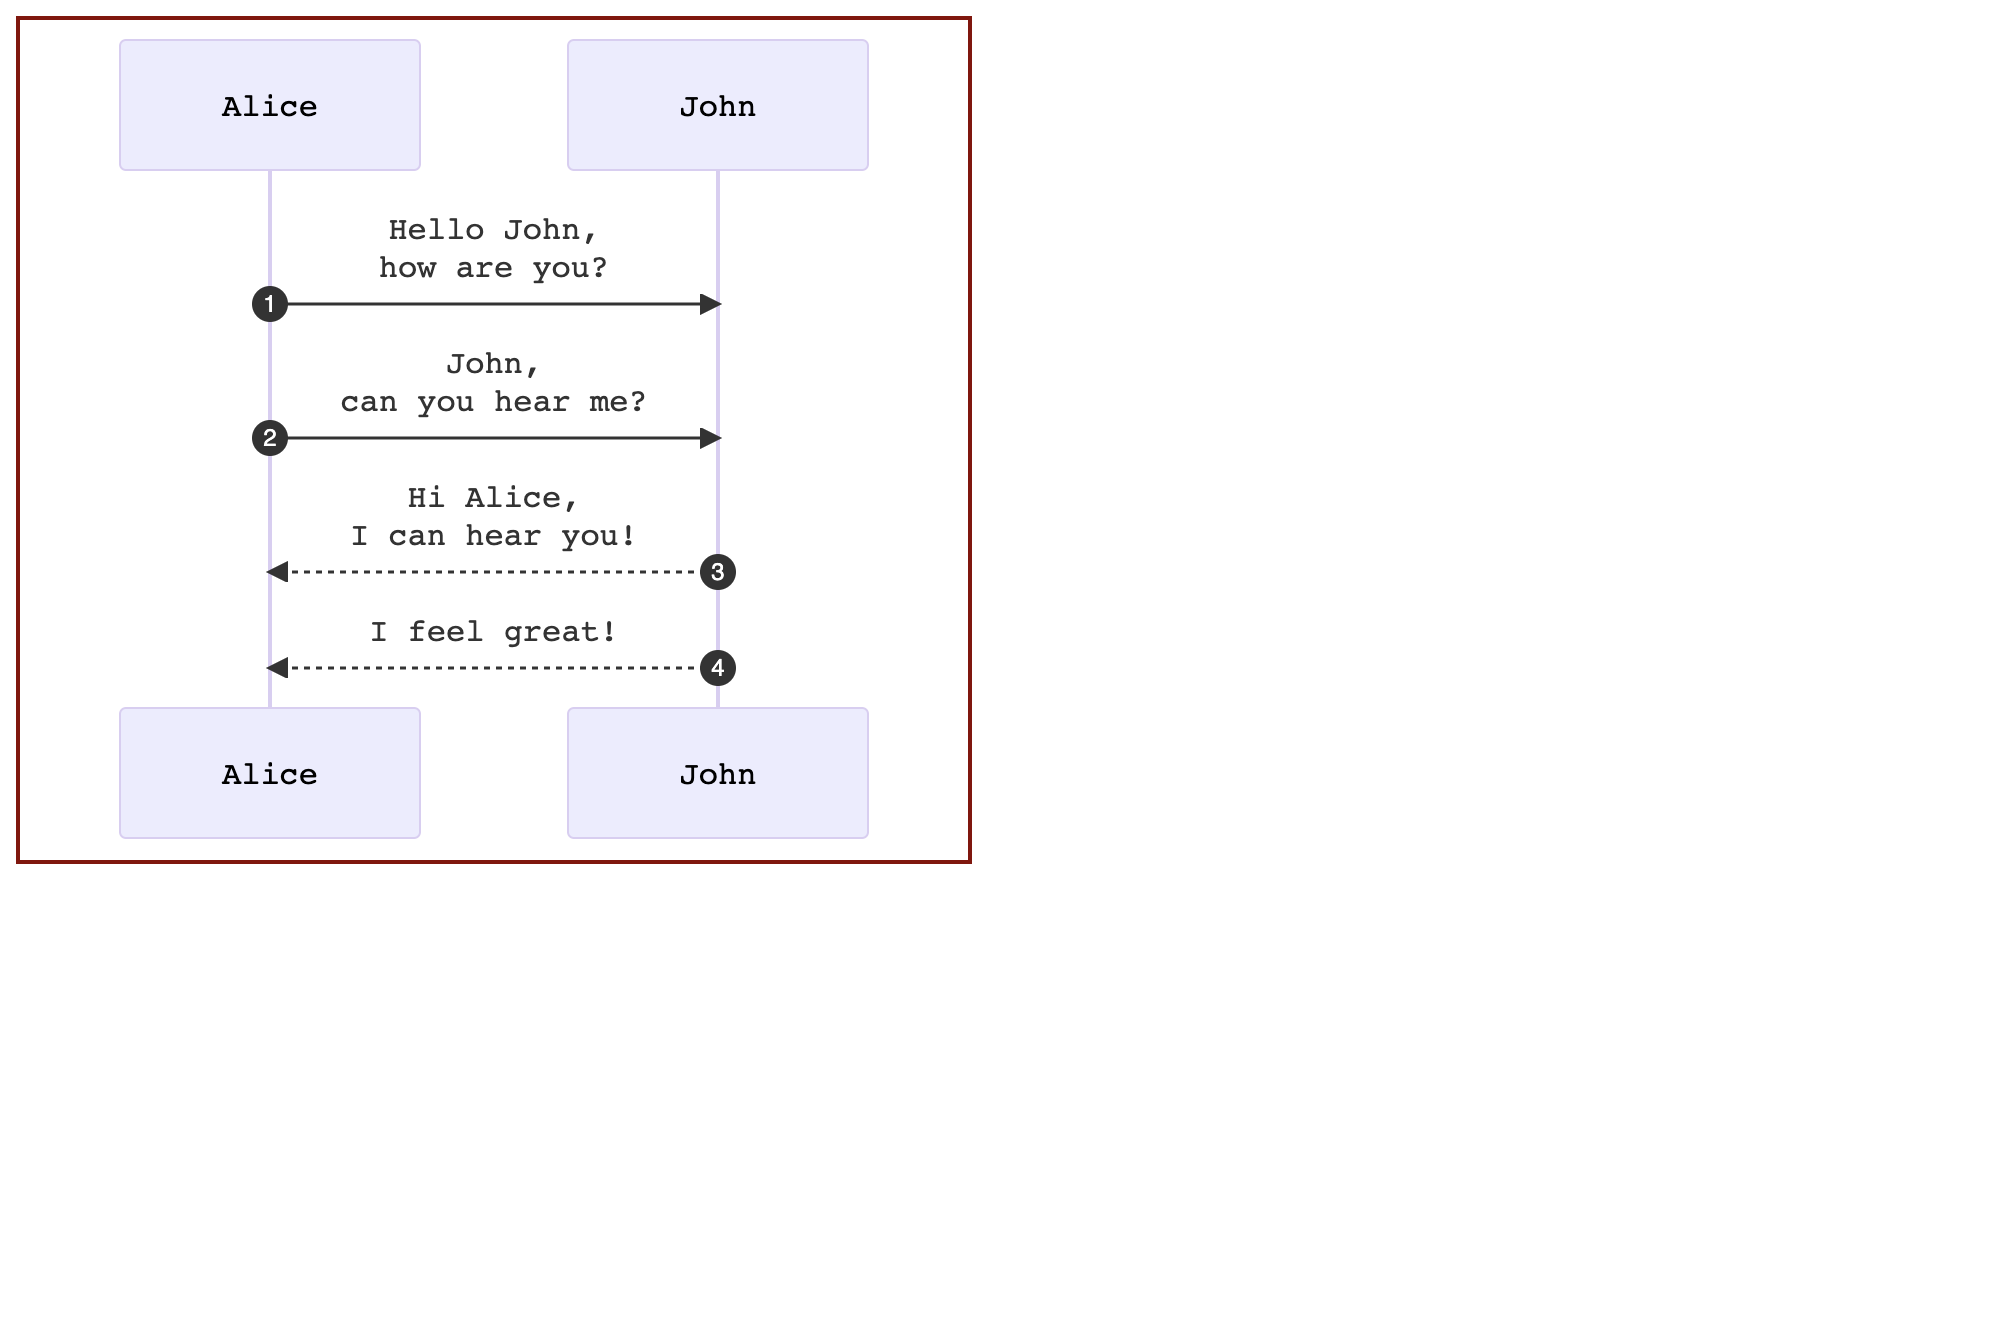 Alice
John
Hello John,
how are you?
1
John,
can you hear me?
2
Hi Alice,
I can hear you!
3
I feel great!
4
Alice
John